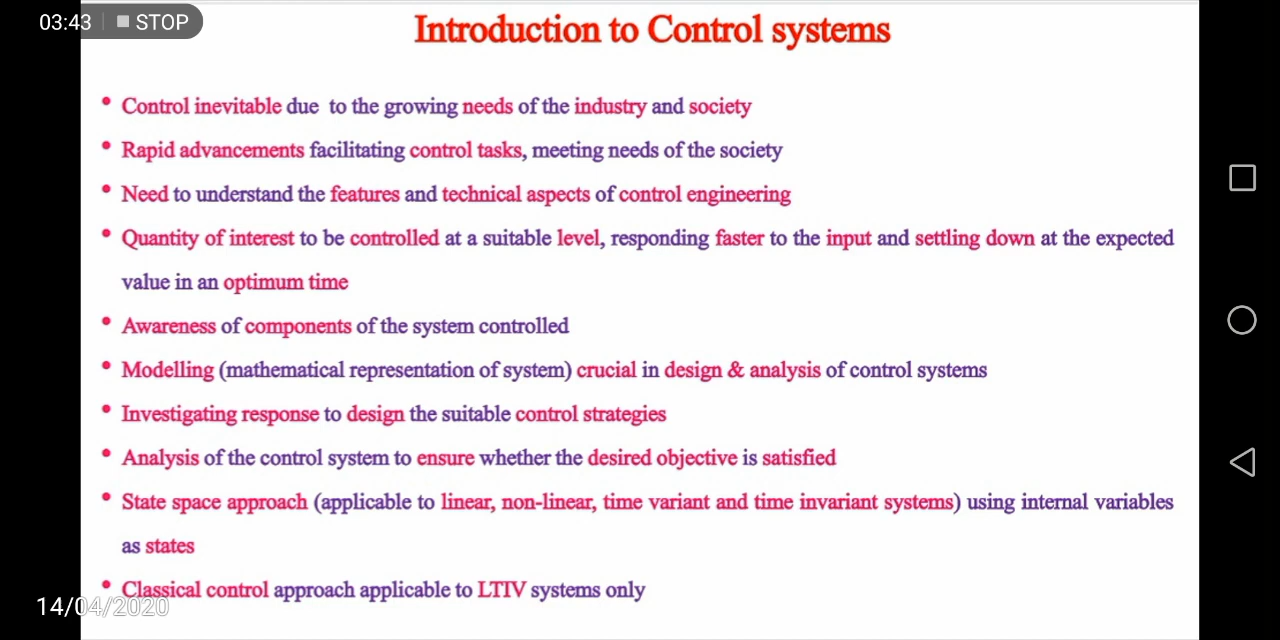 03:43 STOP
Introduction to Control systems
• Control inevitable due to the growing needs of the industry and society
• Rapid advancements facilitating control tasks, meeting needs of the society
• Need to understand the features and technical aspects of control engineering
• Quantity of interest to be controlled at a suitable level, responding faster to the input and settling down at the expected
value in an optimum time
• Awareness of components of the system controlled
• Modelling (mathematical representation of system) crucial in design & analysis of control systems
• Investigating response to design the suitable control strategies
• Analysis of the control system to ensure whether the desired objective is satisfied
• State space approach (applicable to linear, non-linear, time variant and time invariant systems) using internal variables
as states
• Classical control approach applicable to LTIV systems only
14/04/2020